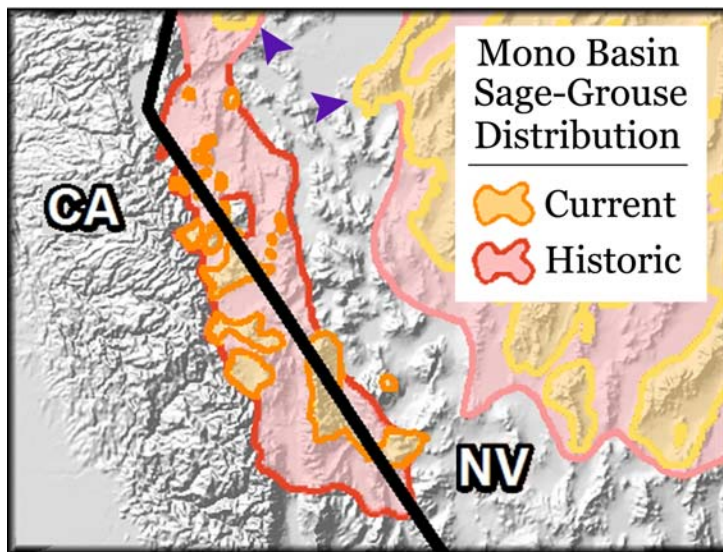 Mono Basin
Sage-Grouse
Distribution
Current
Historic
CA
NV